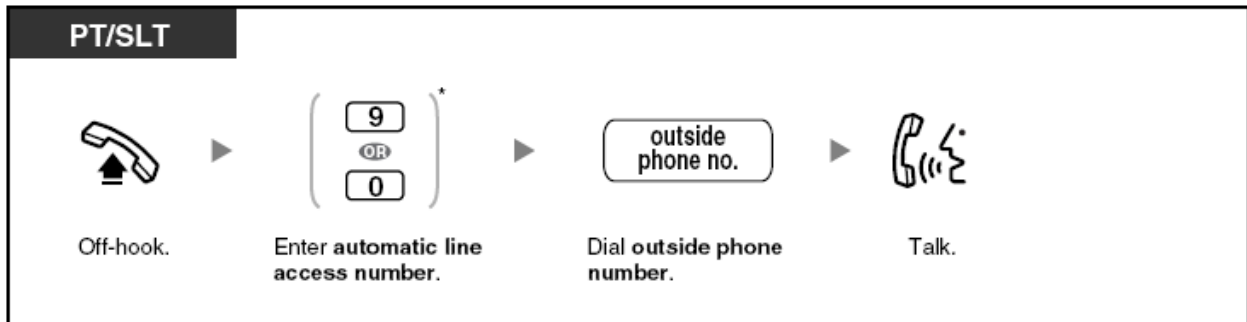 PT/SLT
9
OR
0
*
outside
phone no.
Off-hook.
Enter automatic line
access number.
Dial outside phone
number.
Talk.